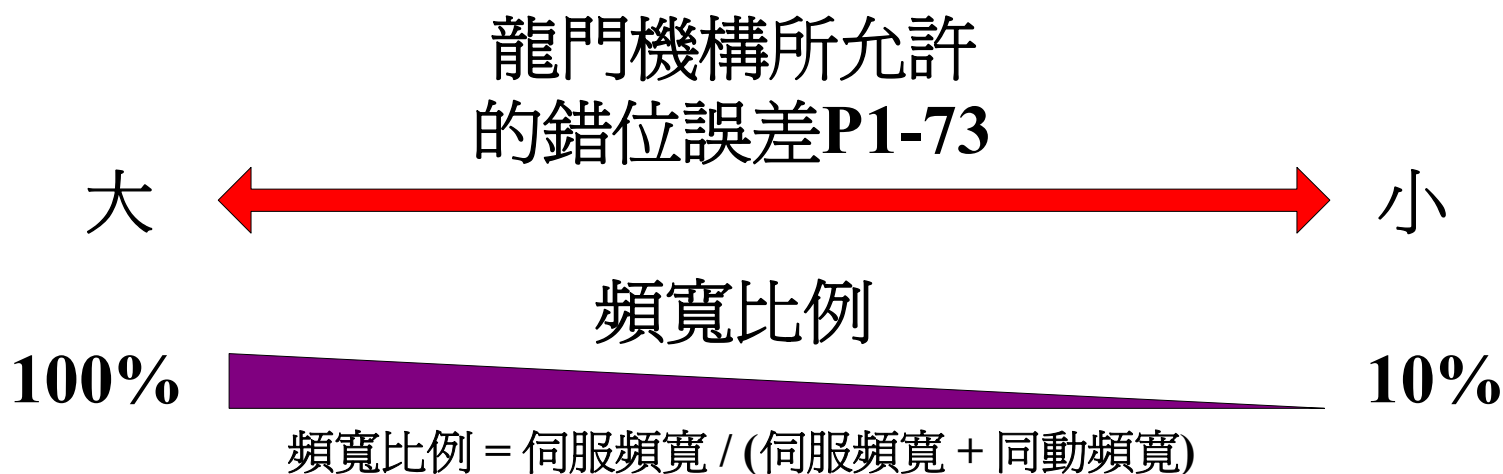 龍門機構所允許
的錯位誤差P1-73
大
小
頻寬比例
100%
10%
頻寬比例 = 伺服頻寬 / (伺服頻寬 + 同動頻寬)